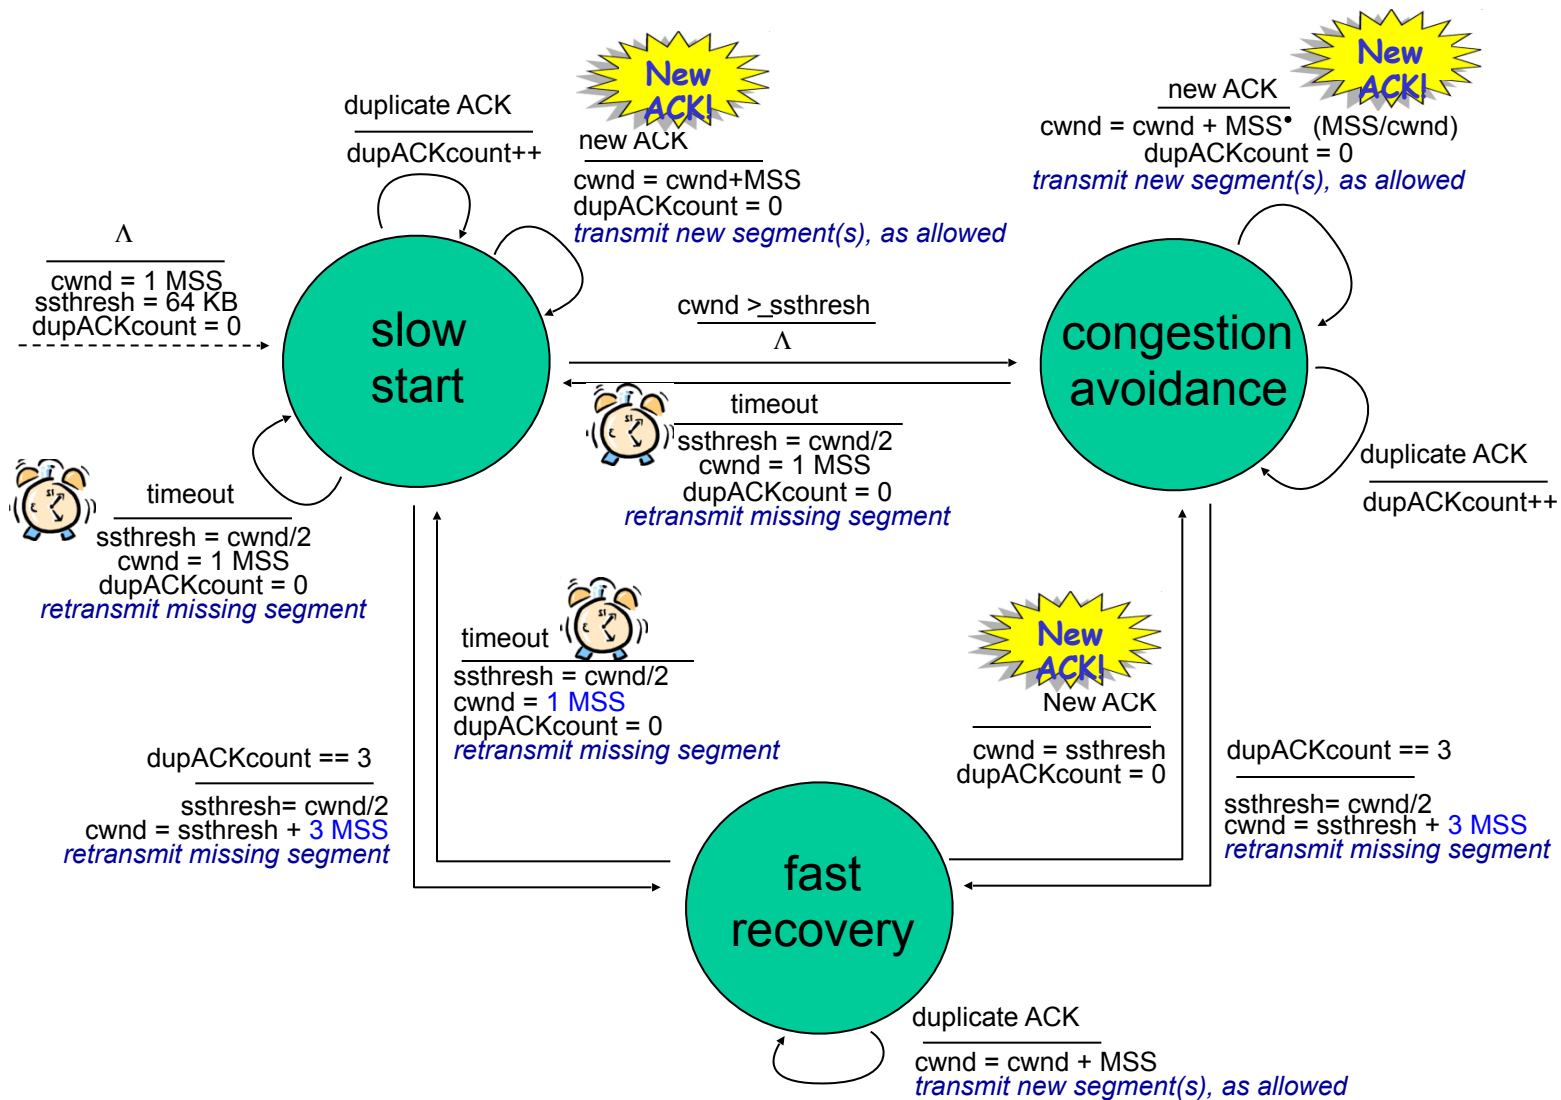 New
ACK!
duplicate ACK
dupACKcount++
new ACK
cwnd = cwnd+MSS
dupACKcount = 0
transmit new segment(s), as allowed
New
ACK!
new ACK
cwnd = cwnd + MSS• (MSS/cwnd)
dupACKcount = 0
transmit new segment(s), as allowed
Λ
cwnd = 1 MSS
ssthresh = 64 KB
dupACKcount = 0
slow
start
cwnd > ssthresh
Λ
congestion
avoidance
timeout
ssthresh = cwnd/2
cwnd = 1 MSS
dupACKcount = 0
retransmit missing segment
duplicate ACK
dupACKcount++
timeout
ssthresh = cwnd/2
cwnd = 1 MSS
dupACKcount = 0
retransmit missing segment
timeout
ssthresh = cwnd/2
cwnd = 1 MSS
dupACKcount = 0
retransmit missing segment
New
ACK!
New ACK
cwnd = ssthresh
dupACKcount = 0
dupACKcount == 3
ssthresh= cwnd/2
cwnd = ssthresh + 3 MSS
retransmit missing segment
dupACKcount == 3
ssthresh= cwnd/2
cwnd = ssthresh + 3 MSS
retransmit missing segment
fast
recovery
duplicate ACK
cwnd = cwnd + MSS
transmit new segment(s), as allowed